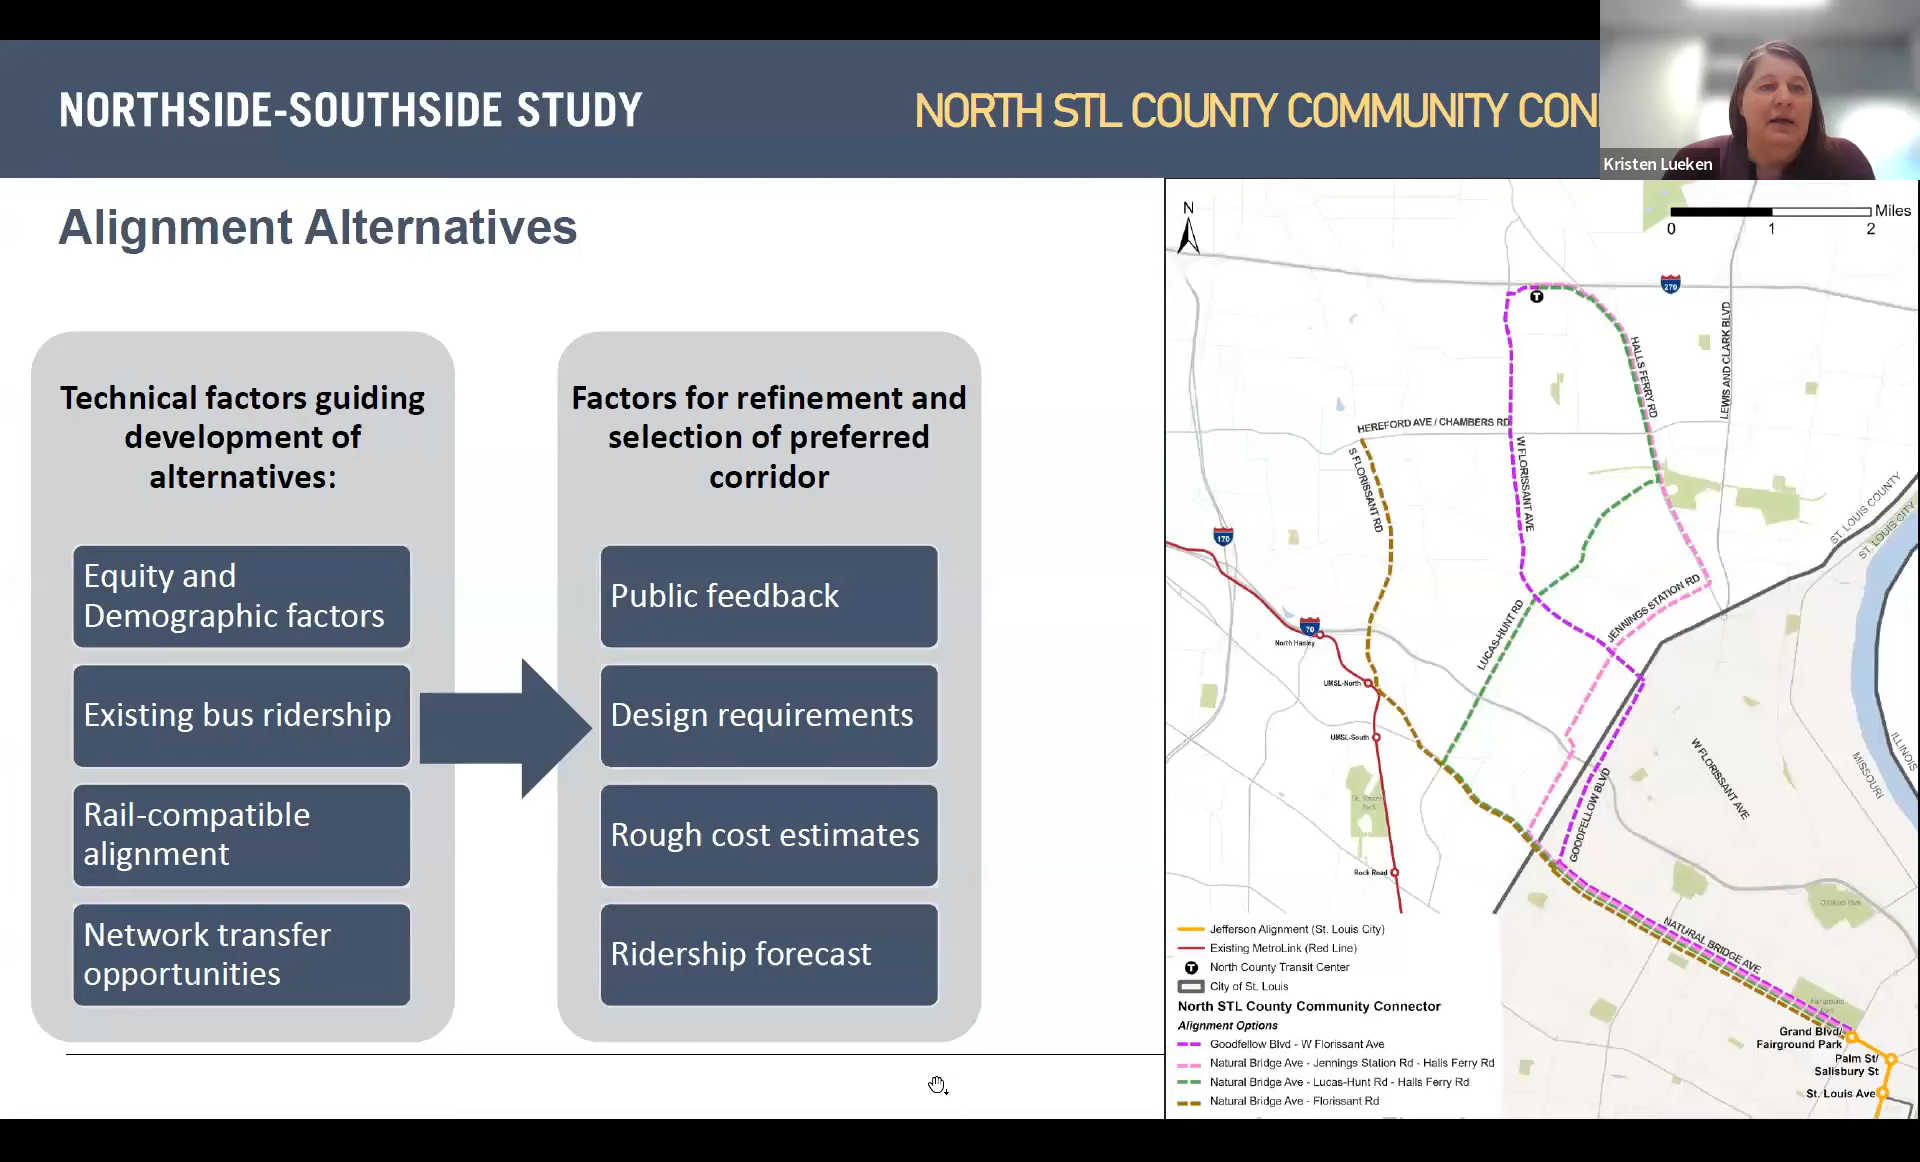 NORTHSIDE-SOUTHSIDE STUDY
NORTH STL COUNTY COMMUNITY CON
Kristen Lueken
Alignment Alternatives
Technical factors guiding
development of
alternatives:
Equity and
Demographic factors
Existing bus ridership
Rail-compatible
alignment
Network transfer
opportunities
Factors for refinement and
selection of preferred
corridor
Public feedback
Design requirements
Rough cost estimates
Ridership forecast
N
Miles
0 1 2
270
T
HALLS FERRY RD
LEWIS AND CLARK BLVD
HEREFORD AVE / CHAMBERS RD
S FLORISSANT RD
W FLORISSANT AVE
ST. LOUIS COUNTY
ST. LOUIS CITY
170
JENNINGS STATION RD
LUCAS-HUNT RD
70
North Hanley
UMSL-North
UMSL-South
ILLINOIS
MISSOURI
W FLORISSANT AVE
GOODFELLOW BLVD
Rock Road
NATURAL BRIDGE AVE
Grand Blvd/
Fairground Park
Palm St/
Salisbury St
St. Louis Ave
Jefferson Alignment (St. Louis City)
Existing MetroLink (Red Line)
T North County Transit Center
City of St. Louis
North STL County Community Connector
Alignment Options
Goodfellow Blvd - W Florissant Ave
Natural Bridge Ave - Jennings Station Rd - Halls Ferry Rd
Natural Bridge Ave - Lucas-Hunt Rd - Halls Ferry Rd
Natural Bridge Ave - Florissant Rd